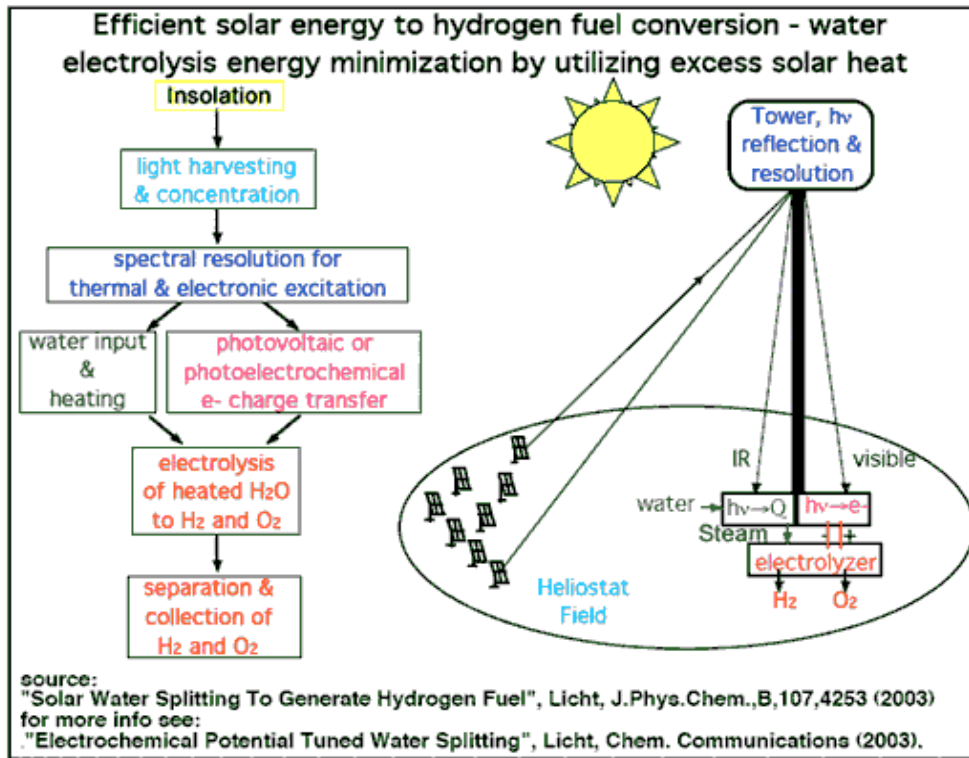 Efficient solar energy to hydrogen fuel conversion - water
electrolysis energy minimization by utilizing excess solar heat
Insolation
light harvesting
& concentration
spectral resolution for
thermal & electronic excitation
water input
&
heating
photovoltaic or
photoelectrochemical
e- charge transfer
electrolysis
of heated H₂O
to H₂ and O₂
separation &
collection of
H₂ and O₂
Tower, hν
reflection &
resolution
IR
visible
water
hν→Q
hν→e-
Steam
- +
electrolyzer
H₂
O₂
Heliostat
Field
source:
"Solar Water Splitting To Generate Hydrogen Fuel", Licht, J.Phys.Chem.,B,107,4253 (2003)
for more info see:
."Electrochemical Potential Tuned Water Splitting", Licht, Chem. Communications (2003).